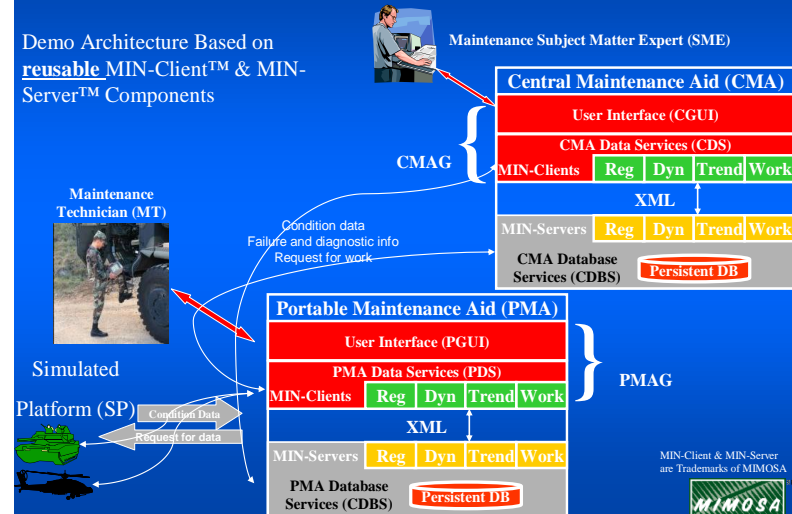 Demo Architecture Based on
reusable MIN-Client™ & MIN-
Server™ Components
Maintenance Subject Matter Expert (SME)
Central Maintenance Aid (CMA)
User Interface (CGUI)
CMA Data Services (CDS)
MIN-Clients Reg Dyn Trend Work
CMAG
XML
MIN-Servers Reg Dyn Trend Work
CMA Database
Services (CDBS)
Persistent DB
Maintenance
Technician (MT)
Condition data
Failure and diagnostic info
Request for work
Portable Maintenance Aid (PMA)
User Interface (PGUI)
PMA Data Services (PDS)
MIN-Clients Reg Dyn Trend Work
PMAG
XML
MIN-Servers Reg Dyn Trend Work
PMA Database
Services (CDBS)
Persistent DB
Simulated
Platform (SP)
Condition Data
Request for data
MIN-Client & MIN-Server
are Trademarks of MIMOSA
MIMOSA